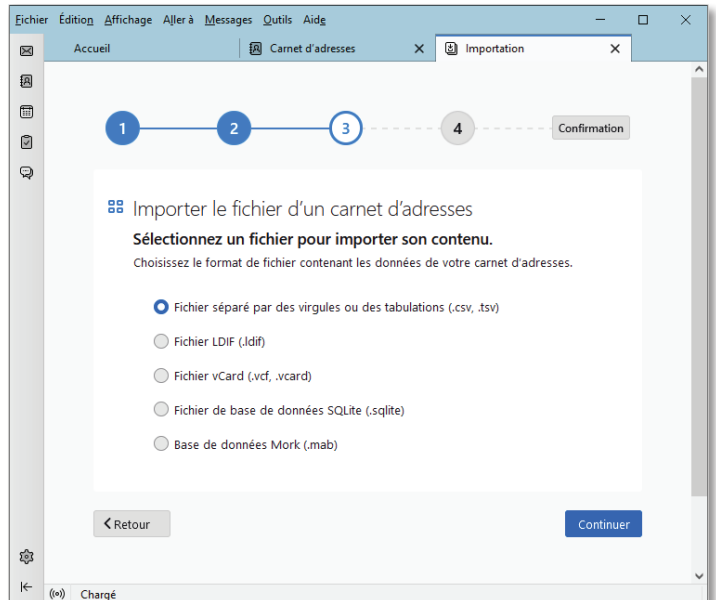 Fichier Édition Affichage Aller à Messages Outils Aide
Accueil Carnet d'adresses Importation
1 2 3 4 Confirmation
Importer le fichier d'un carnet d'adresses
Sélectionnez un fichier pour importer son contenu.
Choisissez le format de fichier contenant les données de votre carnet d'adresses.
Fichier séparé par des virgules ou des tabulations (.csv, .tsv)
Fichier LDIF (.ldif)
Fichier vCard (.vcf, .vcard)
Fichier de base de données SQLite (.sqlite)
Base de données Mork (.mab)
Retour Continuer
Chargé